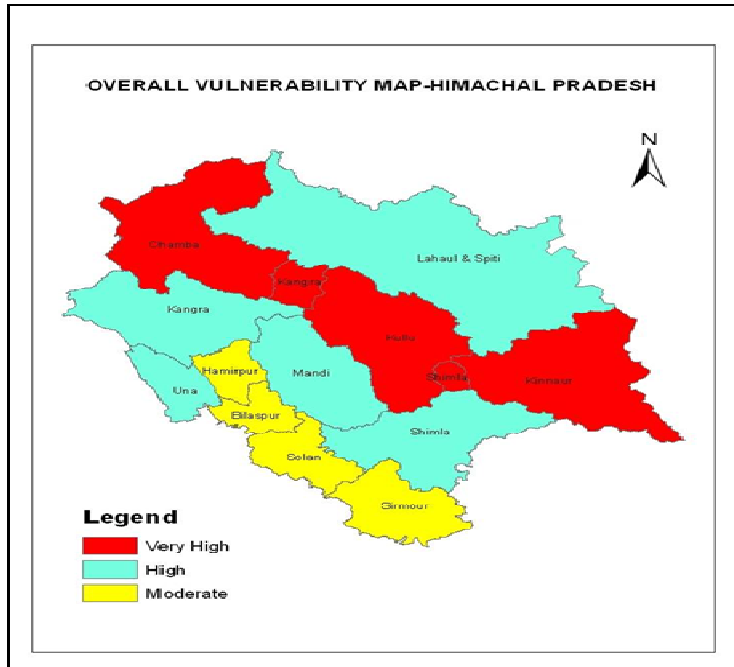 OVERALL VULNERABILITY MAP-HIMACHAL PRADESH
N
Chamba
Lahaul & Spiti
Kangra
Kangra
Kullu
Hamirpur
Mandi
Shimla
Kinnaur
Una
Bilaspur
Shimla
Solan
Sirmour
Legend
Very High
High
Moderate